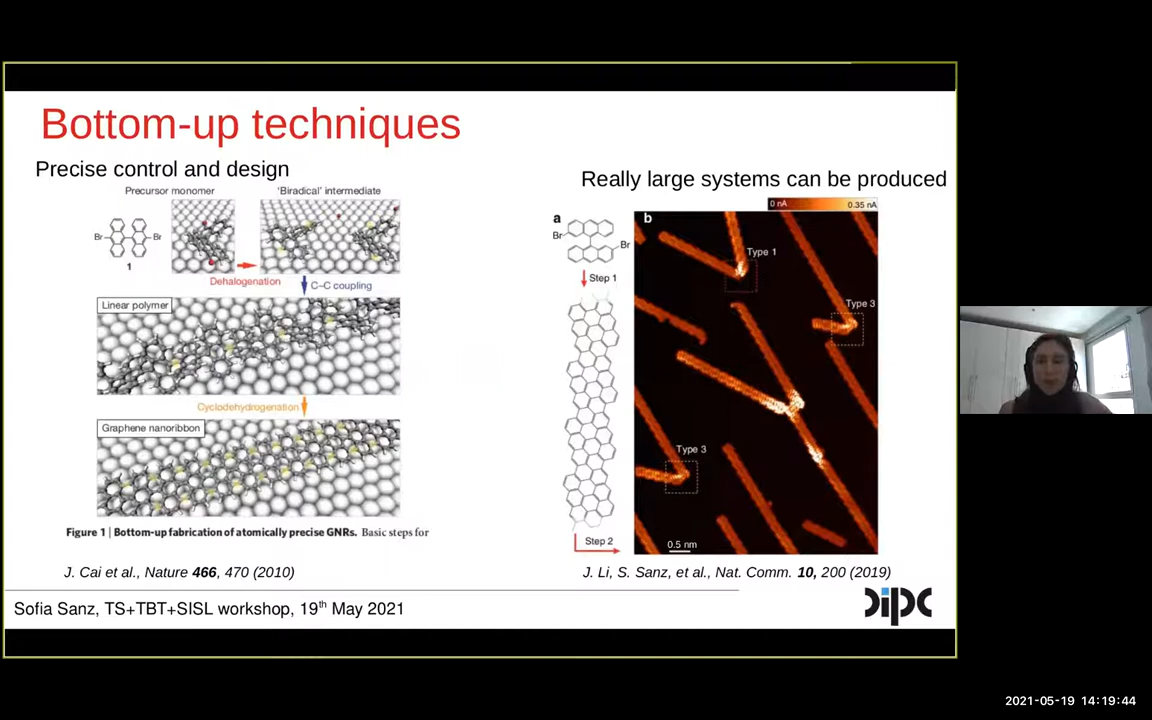 Bottom-up techniques
Precise control and design
Precursor monomer
'Biradical' intermediate
Br
Br
1
Dehalogenation
C–C coupling
Linear polymer
Cyclodehydrogenation
Graphene nanoribbon
Figure 1 | Bottom-up fabrication of atomically precise GNRs. Basic steps for
J. Cai et al., Nature 466, 470 (2010)
Really large systems can be produced
a
Br
Br
Step 1
Step 2
b
0 nA
0.35 nA
Type 1
Type 3
Type 3
0.5 nm
J. Li, S. Sanz, et al., Nat. Comm. 10, 200 (2019)
Sofia Sanz, TS+TBT+SISL workshop, 19th May 2021
dipc
2021-05-19 14:19:44